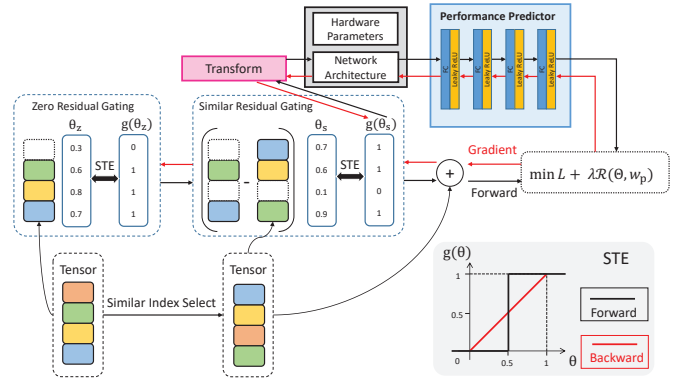 Hardware
Parameters
Performance Predictor
Network
Architecture
Transform
FC
Leaky ReLU
FC
Leaky ReLU
FC
Leaky ReLU
FC
Leaky ReLU
Zero Residual Gating
θz
g(θz)
0.3
0.6
0.8
0.7
STE
0
1
1
1
Similar Residual Gating
-
θs
g(θs)
0.7
0.6
0.1
0.9
STE
1
1
0
1
+
Gradient
Forward
min L + λℛ(Θ, wp)
Tensor
Similar Index Select
Tensor
g(θ)
STE
1
0.5
0
0.5
1
θ
Forward
Backward